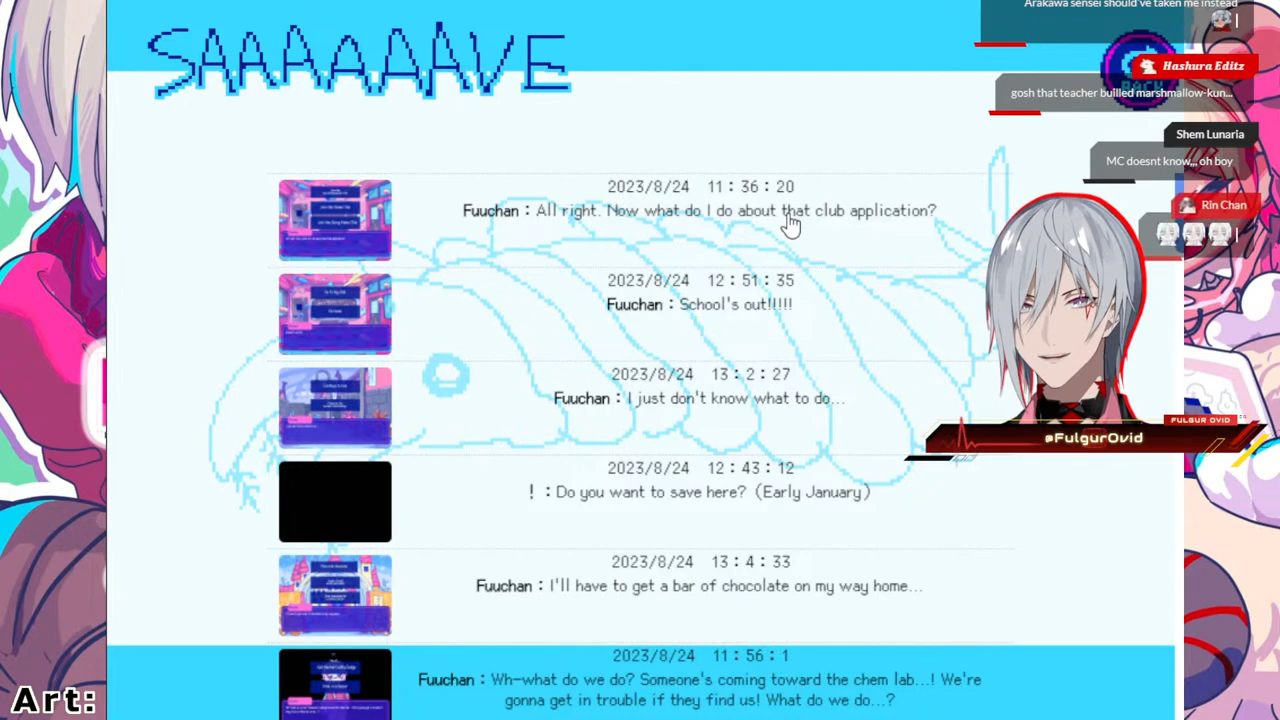 SAAAAAAVE
Arakawa sensei should've taken me instead
Hashura Editz
BACK
gosh that teacher builled marshmallow-kun...
Shem Lunaria
MC doesnt know,,, oh boy
Rin Chan
2023/8/24 11:36:20
Fuuchan : All right. Now what do I do about that club application?
2023/8/24 12:51:35
Fuuchan : School's out!!!!!
2023/8/24 13:2:27
Fuuchan : I just don't know what to do...
FULGUR OVID
@FulgurOvid
2023/8/24 12:43:12
! : Do you want to save here? (Early January)
2023/8/24 13:4:33
Fuuchan : I'll have to get a bar of chocolate on my way home...
2023/8/24 11:56:1
Fuuchan : Wh-what do we do? Someone's coming toward the chem lab...! We're
gonna get in trouble if they find us! What do we do...?
Art: